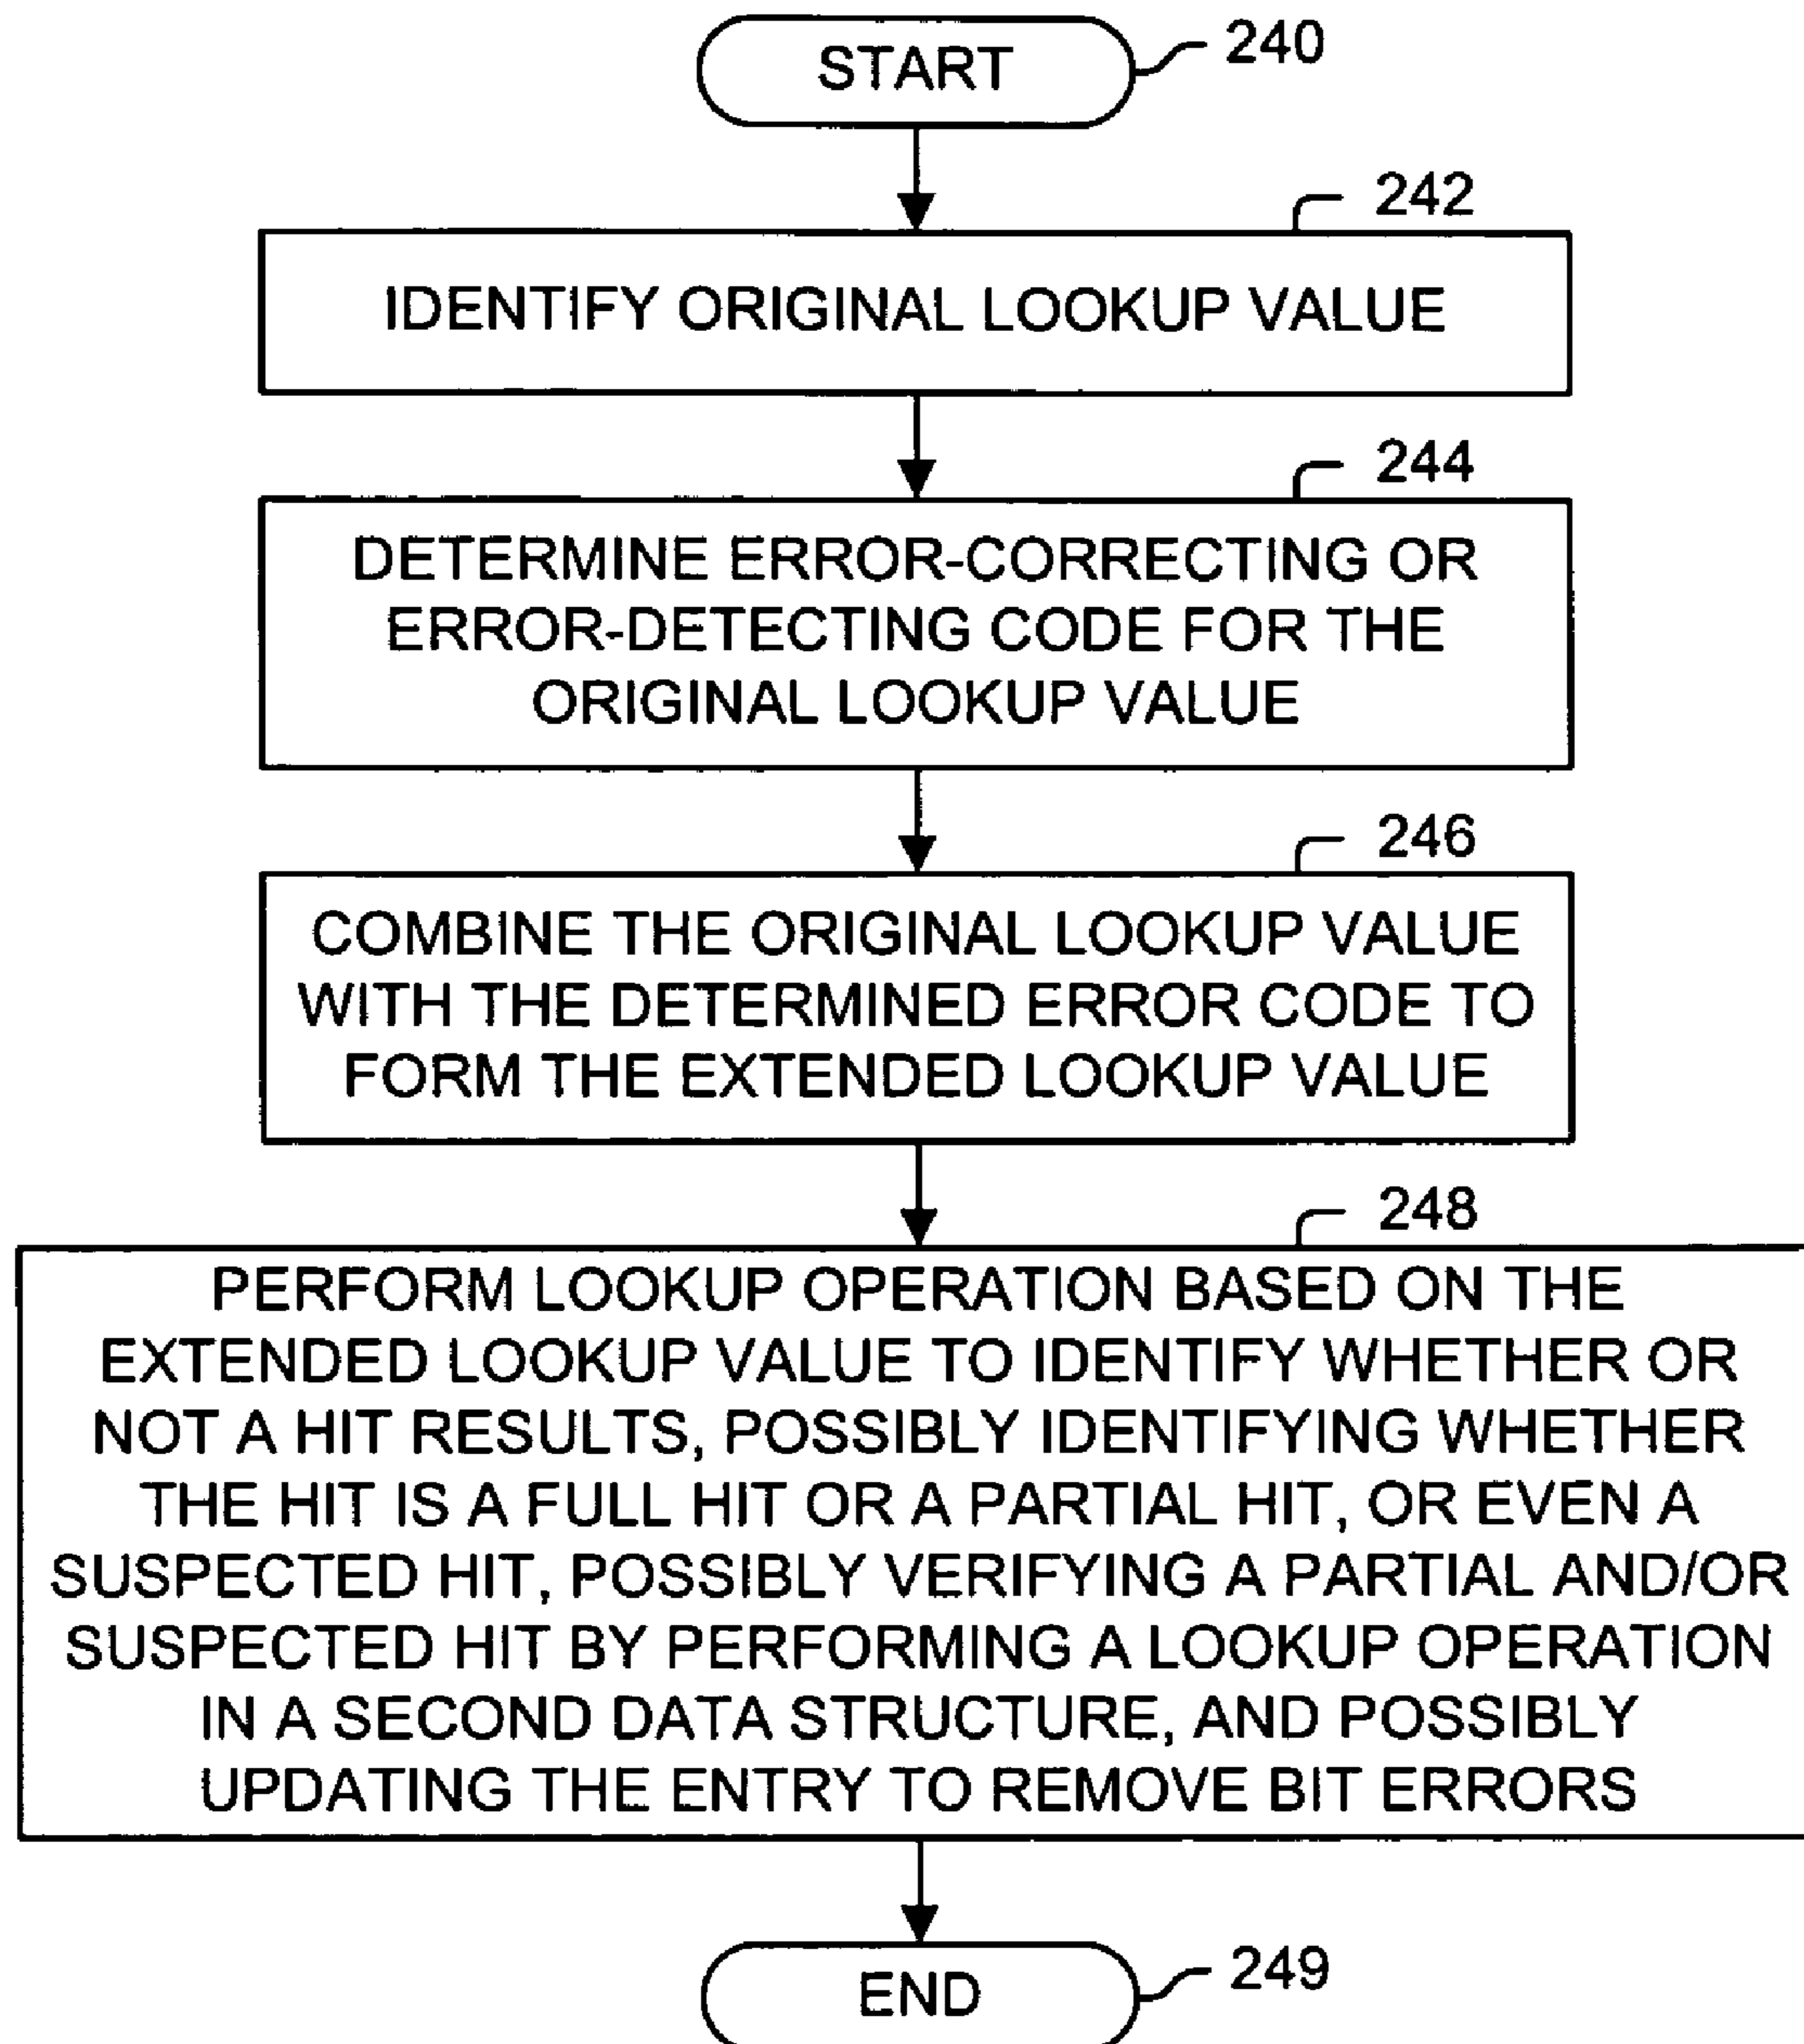 START
240
242
IDENTIFY ORIGINAL LOOKUP VALUE
244
DETERMINE ERROR-CORRECTING OR
ERROR-DETECTING CODE FOR THE
ORIGINAL LOOKUP VALUE
246
COMBINE THE ORIGINAL LOOKUP VALUE
WITH THE DETERMINED ERROR CODE TO
FORM THE EXTENDED LOOKUP VALUE
248
PERFORM LOOKUP OPERATION BASED ON THE
EXTENDED LOOKUP VALUE TO IDENTIFY WHETHER OR
NOT A HIT RESULTS, POSSIBLY IDENTIFYING WHETHER
THE HIT IS A FULL HIT OR A PARTIAL HIT, OR EVEN A
SUSPECTED HIT, POSSIBLY VERIFYING A PARTIAL AND/OR
SUSPECTED HIT BY PERFORMING A LOOKUP OPERATION
IN A SECOND DATA STRUCTURE, AND POSSIBLY
UPDATING THE ENTRY TO REMOVE BIT ERRORS
END
249